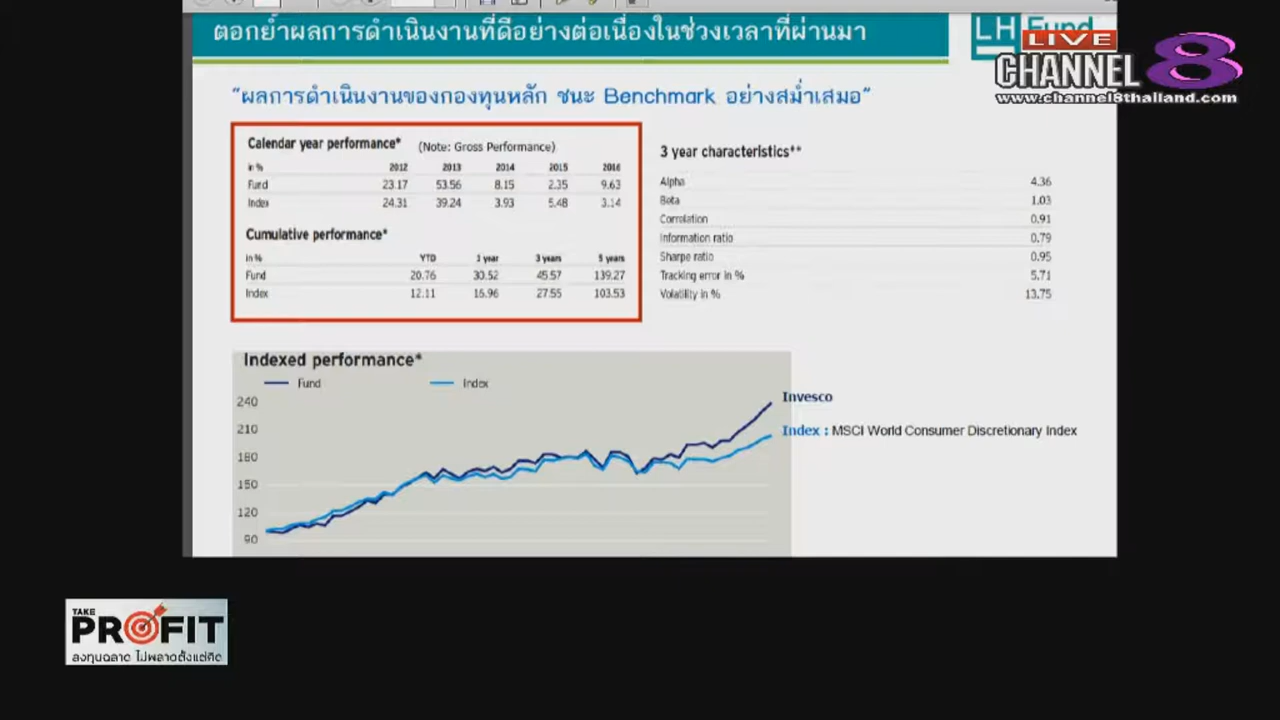 ตอกย้ำผลการดำเนินงานที่ดีอย่างต่อเนื่องในช่วงเวลาที่ผ่านมา
LH Fund
LIVE
CHANNEL 8
www.channel8thailand.com
“ผลการดำเนินงานของกองทุนหลัก ชนะ Benchmark อย่างสม่ำเสมอ”
Calendar year performance* (Note: Gross Performance)
in % 2012 2013 2014 2015 2016
Fund 23.17 53.56 8.15 2.35 9.63
Index 24.31 39.24 3.93 5.48 3.14
Cumulative performance*
in % YTD 1 year 3 years 5 years
Fund 20.76 30.52 45.57 139.27
Index 12.11 16.96 27.55 103.53
3 year characteristics**
Alpha 4.36
Beta 1.03
Correlation 0.91
Information ratio 0.79
Sharpe ratio 0.95
Tracking error in % 5.71
Volatility in % 13.75
Indexed performance*
Fund Index
240
210
180
150
120
90
Invesco
Index : MSCI World Consumer Discretionary Index
TAKE
PROFIT
ลงทุนฉลาด ไม่พลาดตั้งแต่คิด